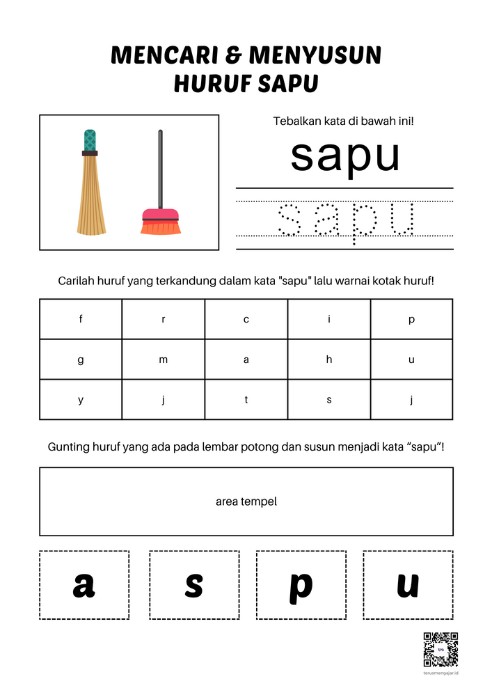 MENCARI & MENYUSUN
HURUF SAPU
Tebalkan kata di bawah ini!
sapu
sapu
Carilah huruf yang terkandung dalam kata "sapu" lalu warnai kotak huruf!
f r c i p
g m a h u
y j t s j
Gunting huruf yang ada pada lembar potong dan susun menjadi kata “sapu”!
area tempel
a s p u